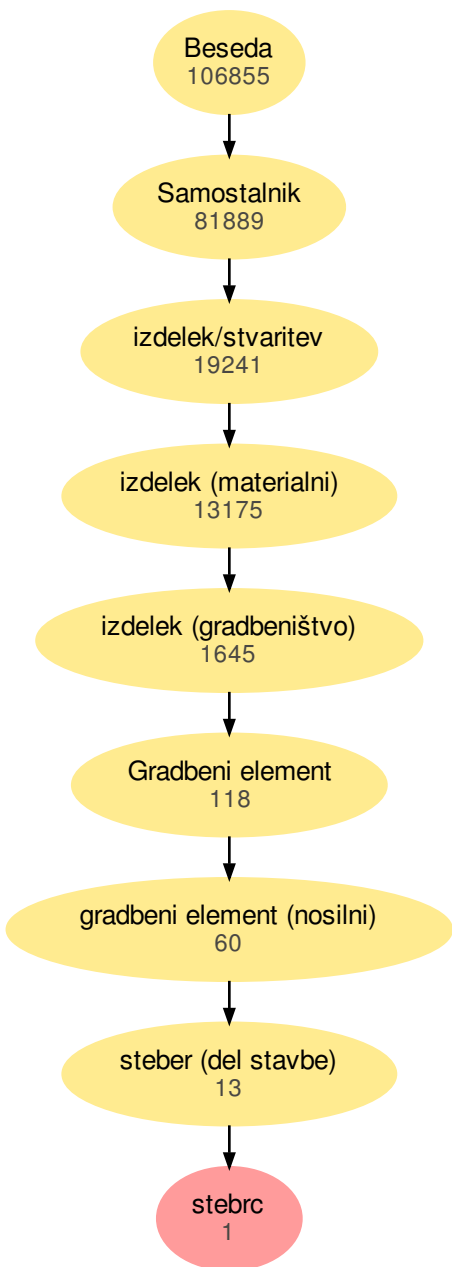 Beseda
106855
Samostalnik
81889
izdelek/stvaritev
19241
izdelek (materialni)
13175
izdelek (gradbeništvo)
1645
Gradbeni element
118
gradbeni element (nosilni)
60
steber (del stavbe)
13
stebrc
1